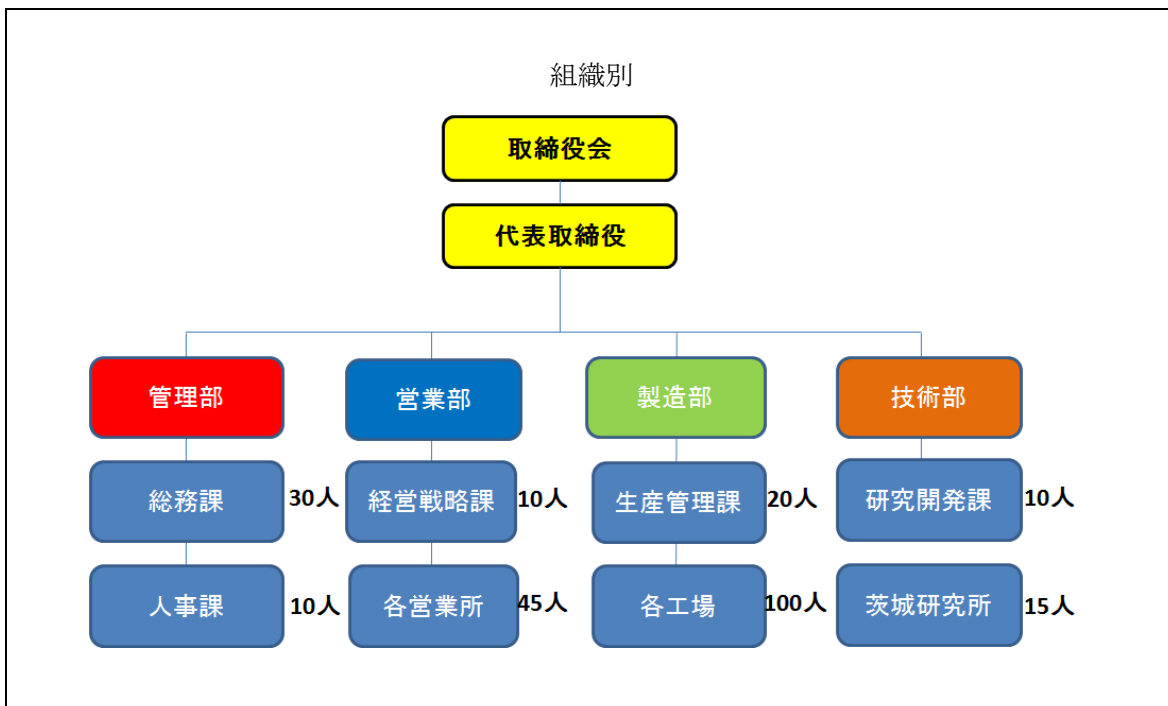 組織別
取締役会
代表取締役
管理部
営業部
製造部
技術部
総務課
30人
経営戦略課
10人
生産管理課
20人
研究開発課
10人
人事課
10人
各営業所
45人
各工場
100人
茨城研究所
15人